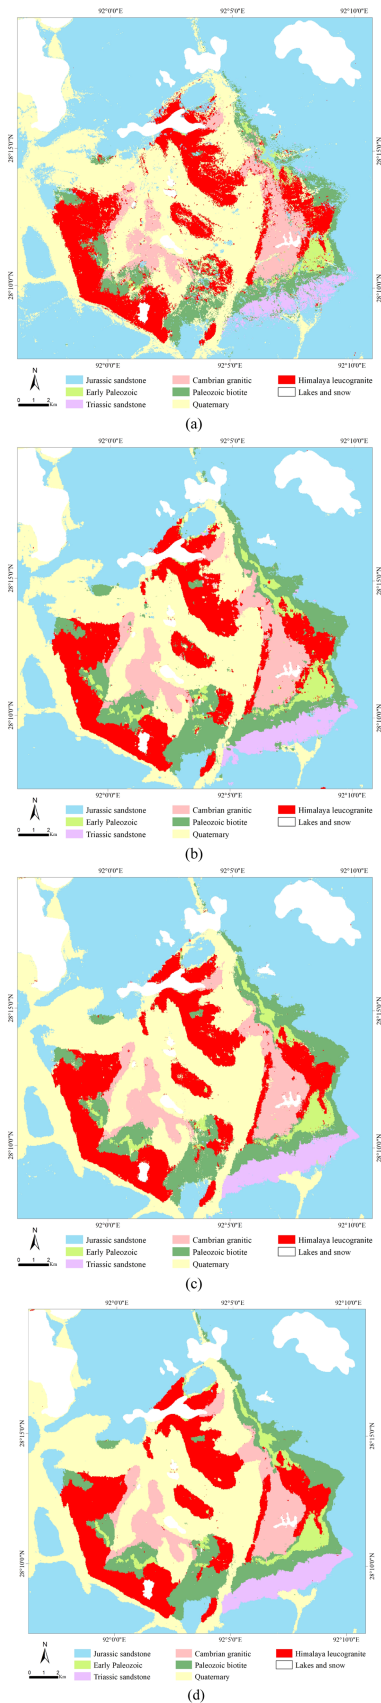 92°0'0"E 92°5'0"E 92°10'0"E
28°15'0"N 28°15'0"N
28°10'0"N 28°10'0"N
92°0'0"E 92°5'0"E 92°10'0"E
N
0 1 2 Km
Jurassic sandstone Cambrian granitic Himalaya leucogranite
Early Paleozoic Paleozoic biotite Lakes and snow
Triassic sandstone Quaternary
(a)
92°0'0"E 92°5'0"E 92°10'0"E
28°15'0"N 28°15'0"N
28°10'0"N 28°10'0"N
92°0'0"E 92°5'0"E 92°10'0"E
N
0 1 2 Km
Jurassic sandstone Cambrian granitic Himalaya leucogranite
Early Paleozoic Paleozoic biotite Lakes and snow
Triassic sandstone Quaternary
(b)
92°0'0"E 92°5'0"E 92°10'0"E
28°15'0"N 28°15'0"N
28°10'0"N 28°10'0"N
92°0'0"E 92°5'0"E 92°10'0"E
N
0 1 2 Km
Jurassic sandstone Cambrian granitic Himalaya leucogranite
Early Paleozoic Paleozoic biotite Lakes and snow
Triassic sandstone Quaternary
(c)
92°0'0"E 92°5'0"E 92°10'0"E
28°15'0"N 28°15'0"N
28°10'0"N 28°10'0"N
92°0'0"E 92°5'0"E 92°10'0"E
N
0 1 2 Km
Jurassic sandstone Cambrian granitic Himalaya leucogranite
Early Paleozoic Paleozoic biotite Lakes and snow
Triassic sandstone Quaternary
(d)